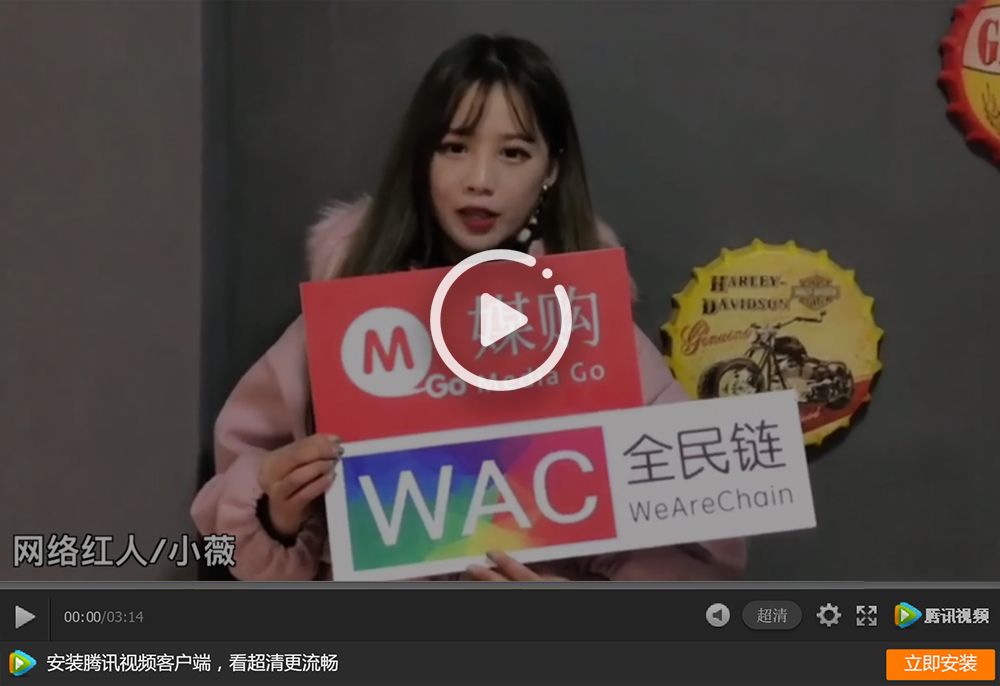 HARLEY-
DAVIDSON
Genuine
M
Go
媒购
Media Go
WAC
全民链
WeAreChain
网络红人/小薇
00:00/03:14
超清
腾讯视频
安装腾讯视频客户端，看超清更流畅
立即安装